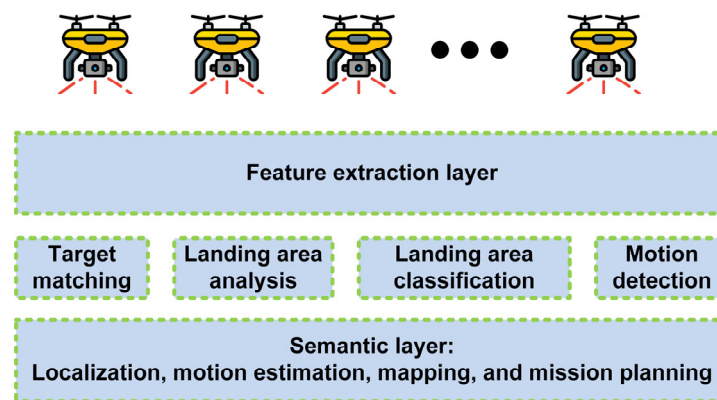 Feature extraction layer
Target matching
Landing area analysis
Landing area classification
Motion detection
Semantic layer:
Localization, motion estimation, mapping, and mission planning